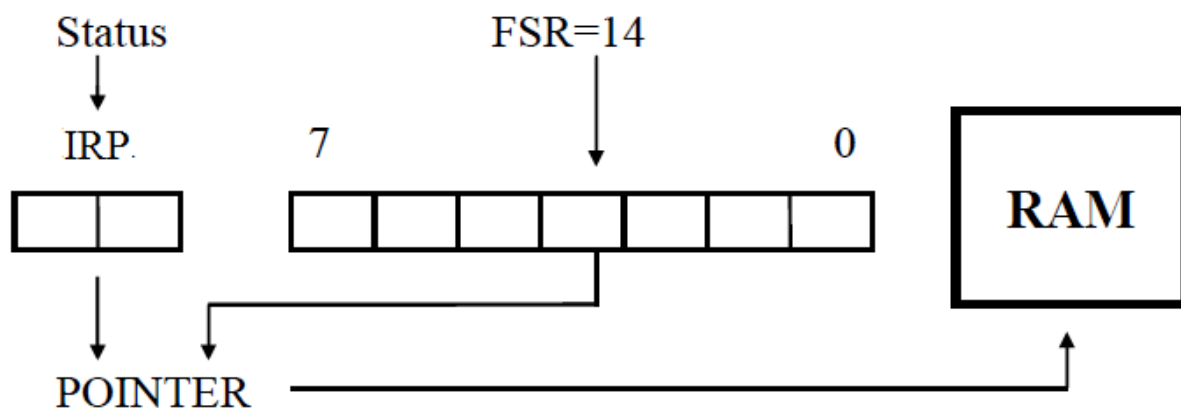 Status
FSR=14
IRP.
7
0
RAM
POINTER